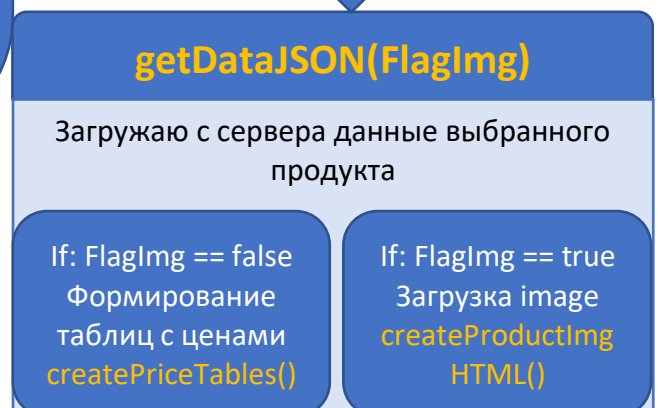 getDataJSON(FlagImg)
Загружаю с сервера данные выбранного
продукта
If: FlagImg == false
Формирование
таблиц с ценами
createPriceTables()
If: FlagImg == true
Загрузка image
createProductImg
HTML()